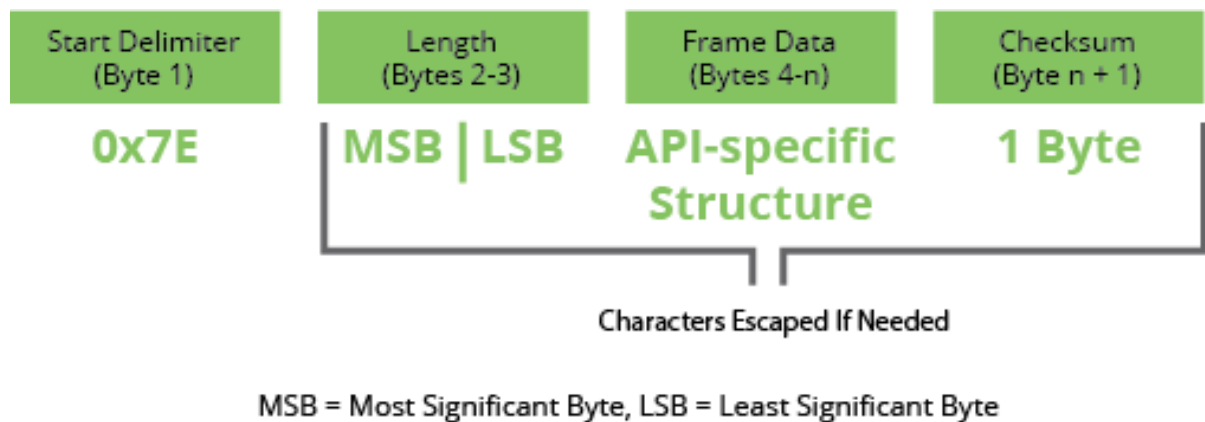 Start Delimiter
(Byte 1)
Length
(Bytes 2-3)
Frame Data
(Bytes 4-n)
Checksum
(Byte n + 1)
0x7E
MSB | LSB
API-specific
Structure
1 Byte
Characters Escaped If Needed
MSB = Most Significant Byte, LSB = Least Significant Byte